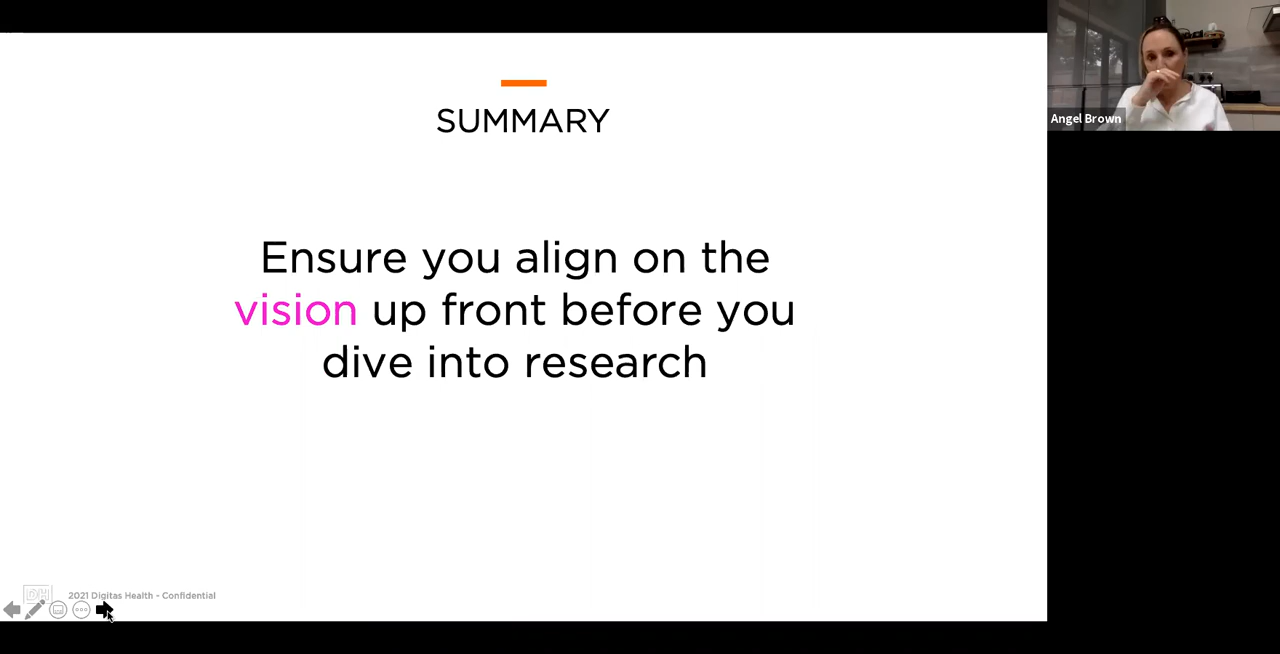 SUMMARY
Ensure you align on the
vision up front before you
dive into research
DH
2021 Digitas Health - Confidential
Angel Brown